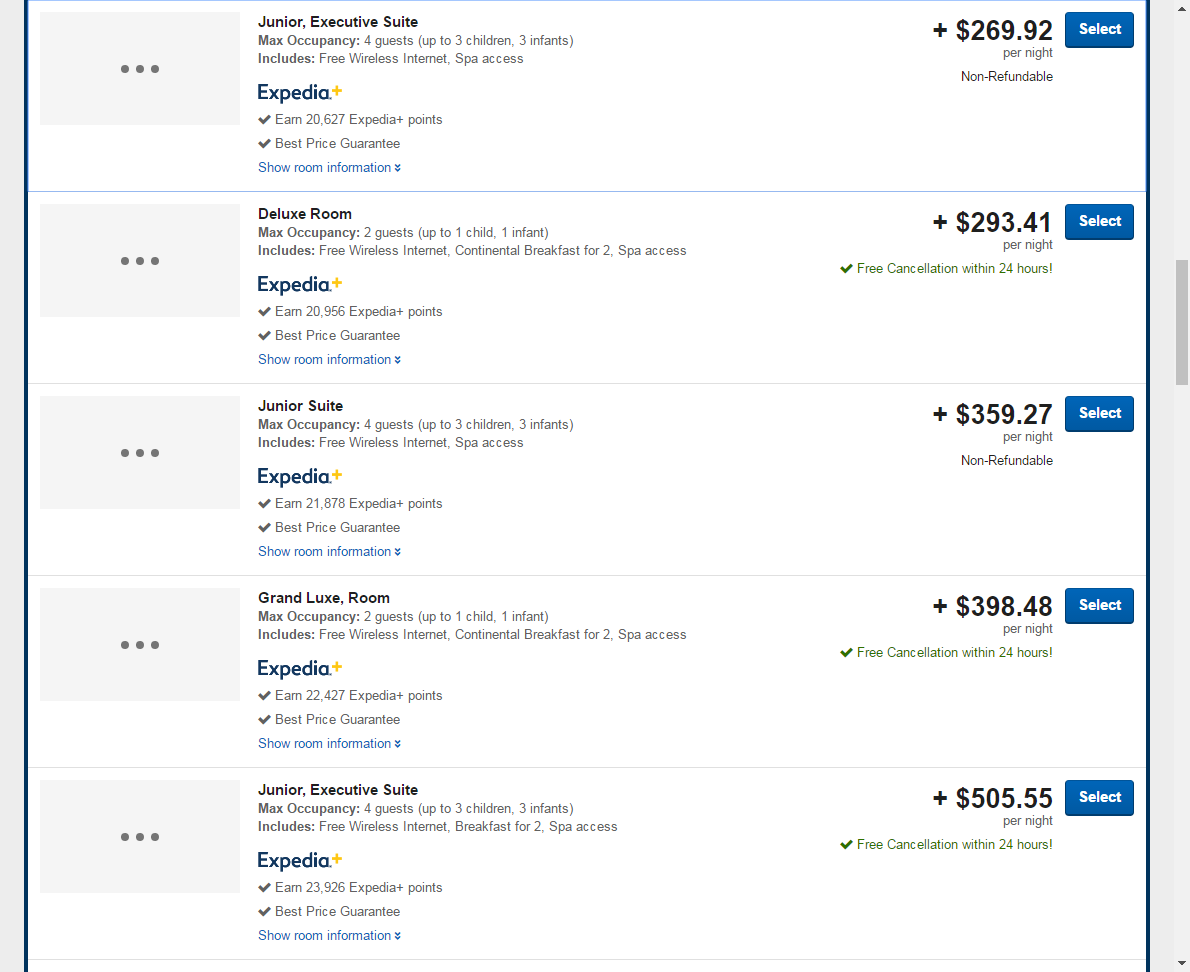 Junior, Executive Suite
Max Occupancy: 4 guests (up to 3 children, 3 infants)
Includes: Free Wireless Internet, Spa access
Expedia+
Earn 20,627 Expedia+ points
Best Price Guarantee
Show room information
+ $269.92
per night
Non-Refundable
Select
Deluxe Room
Max Occupancy: 2 guests (up to 1 child, 1 infant)
Includes: Free Wireless Internet, Continental Breakfast for 2, Spa access
Expedia+
Earn 20,956 Expedia+ points
Best Price Guarantee
Show room information
+ $293.41
per night
Free Cancellation within 24 hours!
Select
Junior Suite
Max Occupancy: 4 guests (up to 3 children, 3 infants)
Includes: Free Wireless Internet, Spa access
Expedia+
Earn 21,878 Expedia+ points
Best Price Guarantee
Show room information
+ $359.27
per night
Non-Refundable
Select
Grand Luxe, Room
Max Occupancy: 2 guests (up to 1 child, 1 infant)
Includes: Free Wireless Internet, Continental Breakfast for 2, Spa access
Expedia+
Earn 22,427 Expedia+ points
Best Price Guarantee
Show room information
+ $398.48
per night
Free Cancellation within 24 hours!
Select
Junior, Executive Suite
Max Occupancy: 4 guests (up to 3 children, 3 infants)
Includes: Free Wireless Internet, Breakfast for 2, Spa access
Expedia+
Earn 23,926 Expedia+ points
Best Price Guarantee
Show room information
+ $505.55
per night
Free Cancellation within 24 hours!
Select